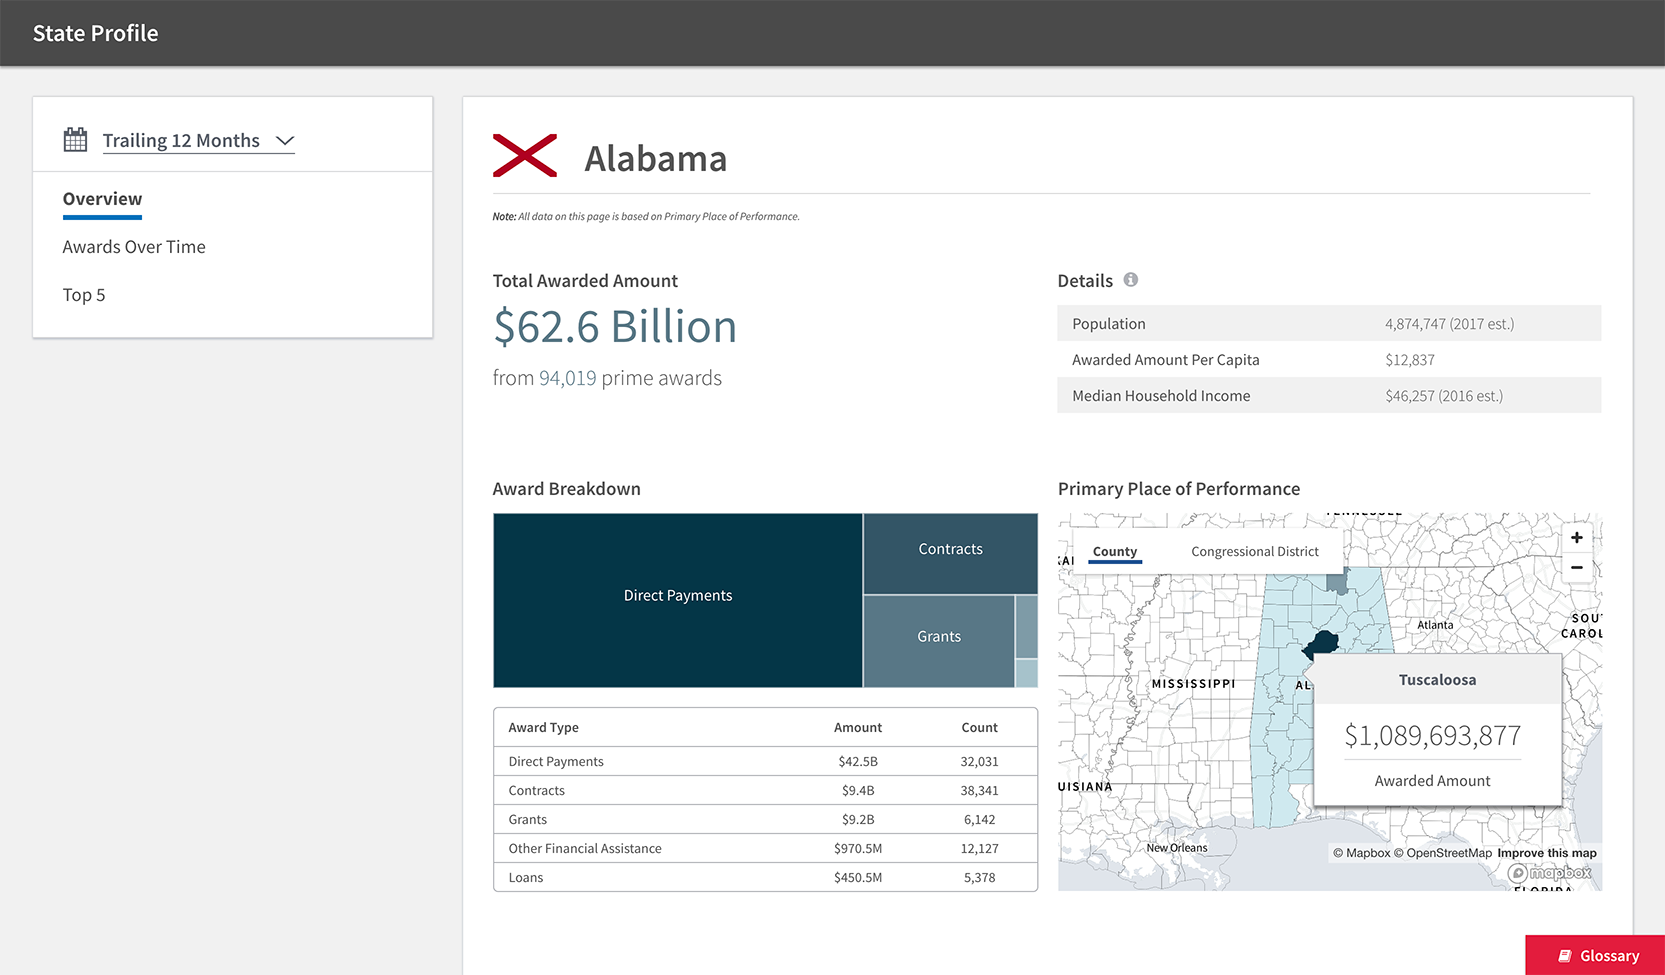 State Profile
Trailing 12 Months
Overview
Awards Over Time
Top 5
Alabama
Note: All data on this page is based on Primary Place of Performance.
Total Awarded Amount
$62.6 Billion
from 94,019 prime awards
Details
Population 4,874,747 (2017 est.)
Awarded Amount Per Capita $12,837
Median Household Income $46,257 (2016 est.)
Award Breakdown
Direct Payments
Contracts
Grants
Award Type Amount Count
Direct Payments $42.5B 32,031
Contracts $9.4B 38,341
Grants $9.2B 6,142
Other Financial Assistance $970.5M 12,127
Loans $450.5M 5,378
Primary Place of Performance
TENNESSEE
County Congressional District
+
−
KAI
Atlanta
SOU
CAROL
MISSISSIPPI
AL
Tuscaloosa
$1,089,693,877
Awarded Amount
UISIANA
New Orleans
© Mapbox © OpenStreetMap Improve this map
mapbox
FLORIDA
Glossary